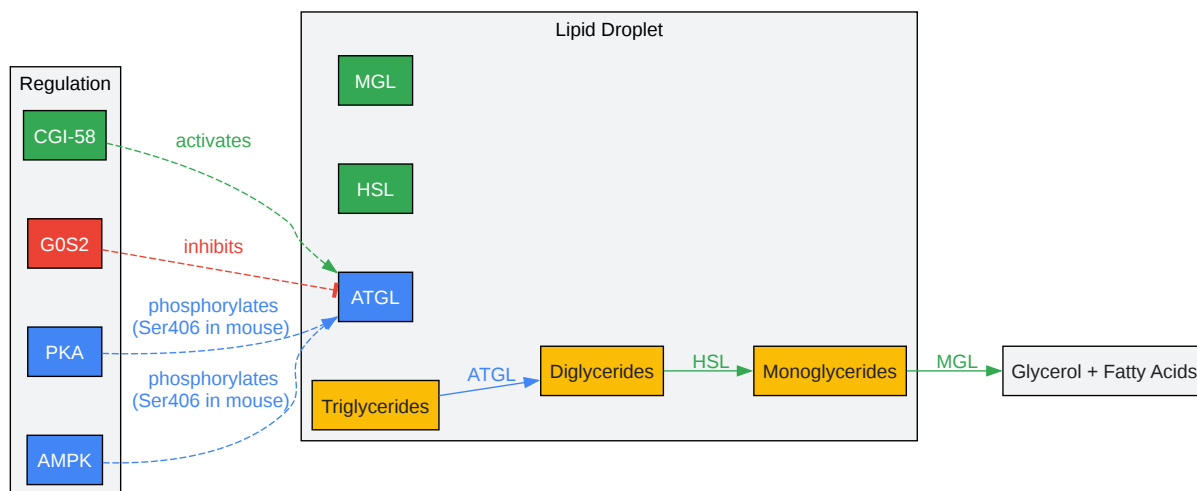 Lipid Droplet
Regulation
MGL
CGI-58
activates
HSL
G0S2
inhibits
ATGL
phosphorylates
(Ser406 in mouse)
PKA
phosphorylates
(Ser406 in mouse)
AMPK
Triglycerides
ATGL
Diglycerides
HSL
Monoglycerides
MGL
Glycerol + Fatty Acids